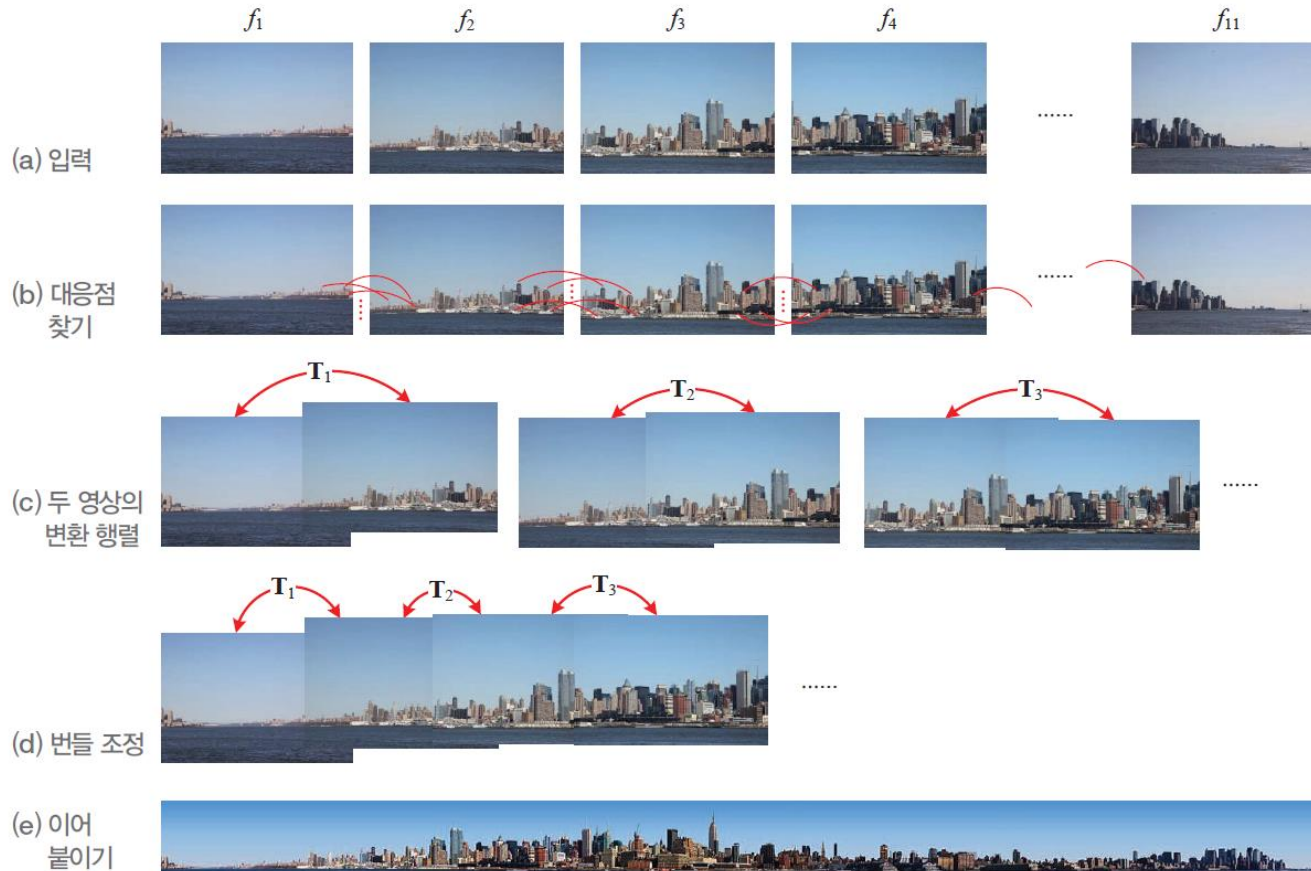 f1 f2 f3 f4 f11
(a) 입력
......
(b) 대응점
찾기
......
T1 T2 T3
(c) 두 영상의
변환 행렬
......
T1 T2 T3
(d) 번들 조정
......
(e) 이어
붙이기